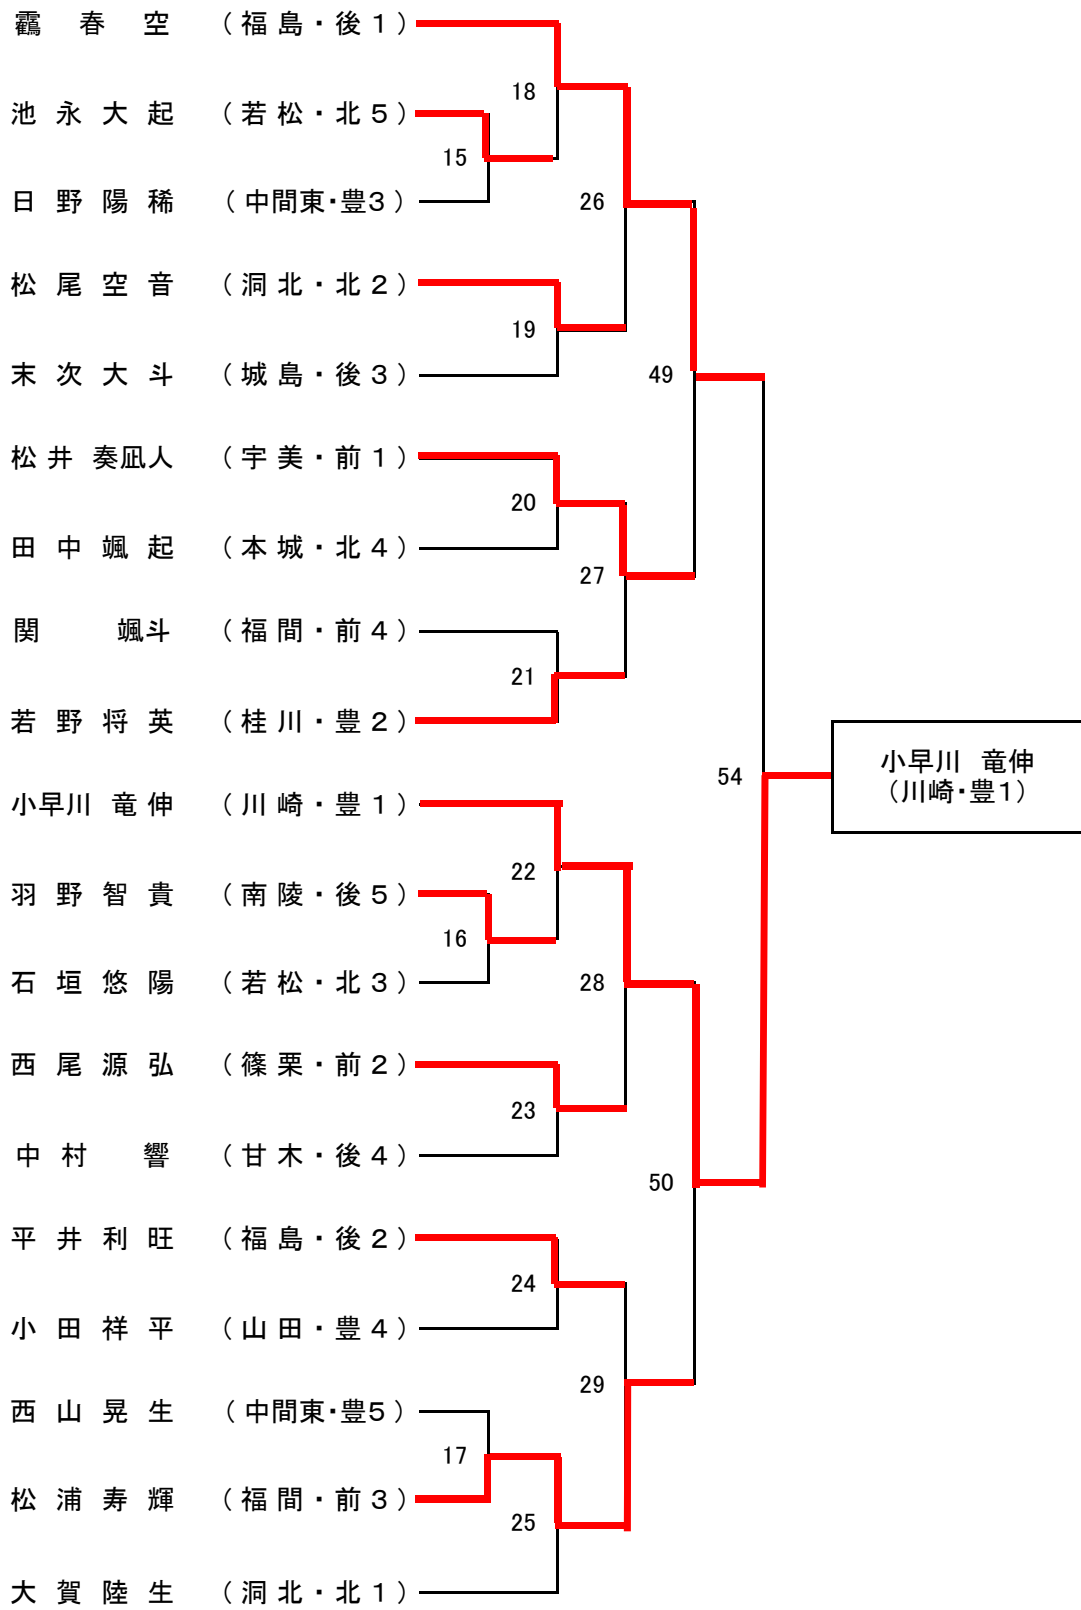 靏 春 空 (福島・後1)
18
池永大起 (若松・北5)
15
日野陽稀 (中間東・豊3)
26
松尾空音 (洞北・北2)
19
末次大斗 (城島・後3)
49
松井 奏凪人 (宇美・前1)
20
田中颯起 (本城・北4)
27
関 颯斗 (福間・前4)
21
若野将英 (桂川・豊2)
54
小早川 竜伸
(川崎・豊1)
小早川 竜伸 (川崎・豊1)
22
羽野智貴 (南陵・後5)
16
石垣悠陽 (若松・北3)
28
西尾源弘 (篠栗・前2)
23
中村 響 (甘木・後4)
50
平井利旺 (福島・後2)
24
小田祥平 (山田・豊4)
29
西山晃生 (中間東・豊5)
17
松浦寿輝 (福間・前3)
25
大賀陸生 (洞北・北1)